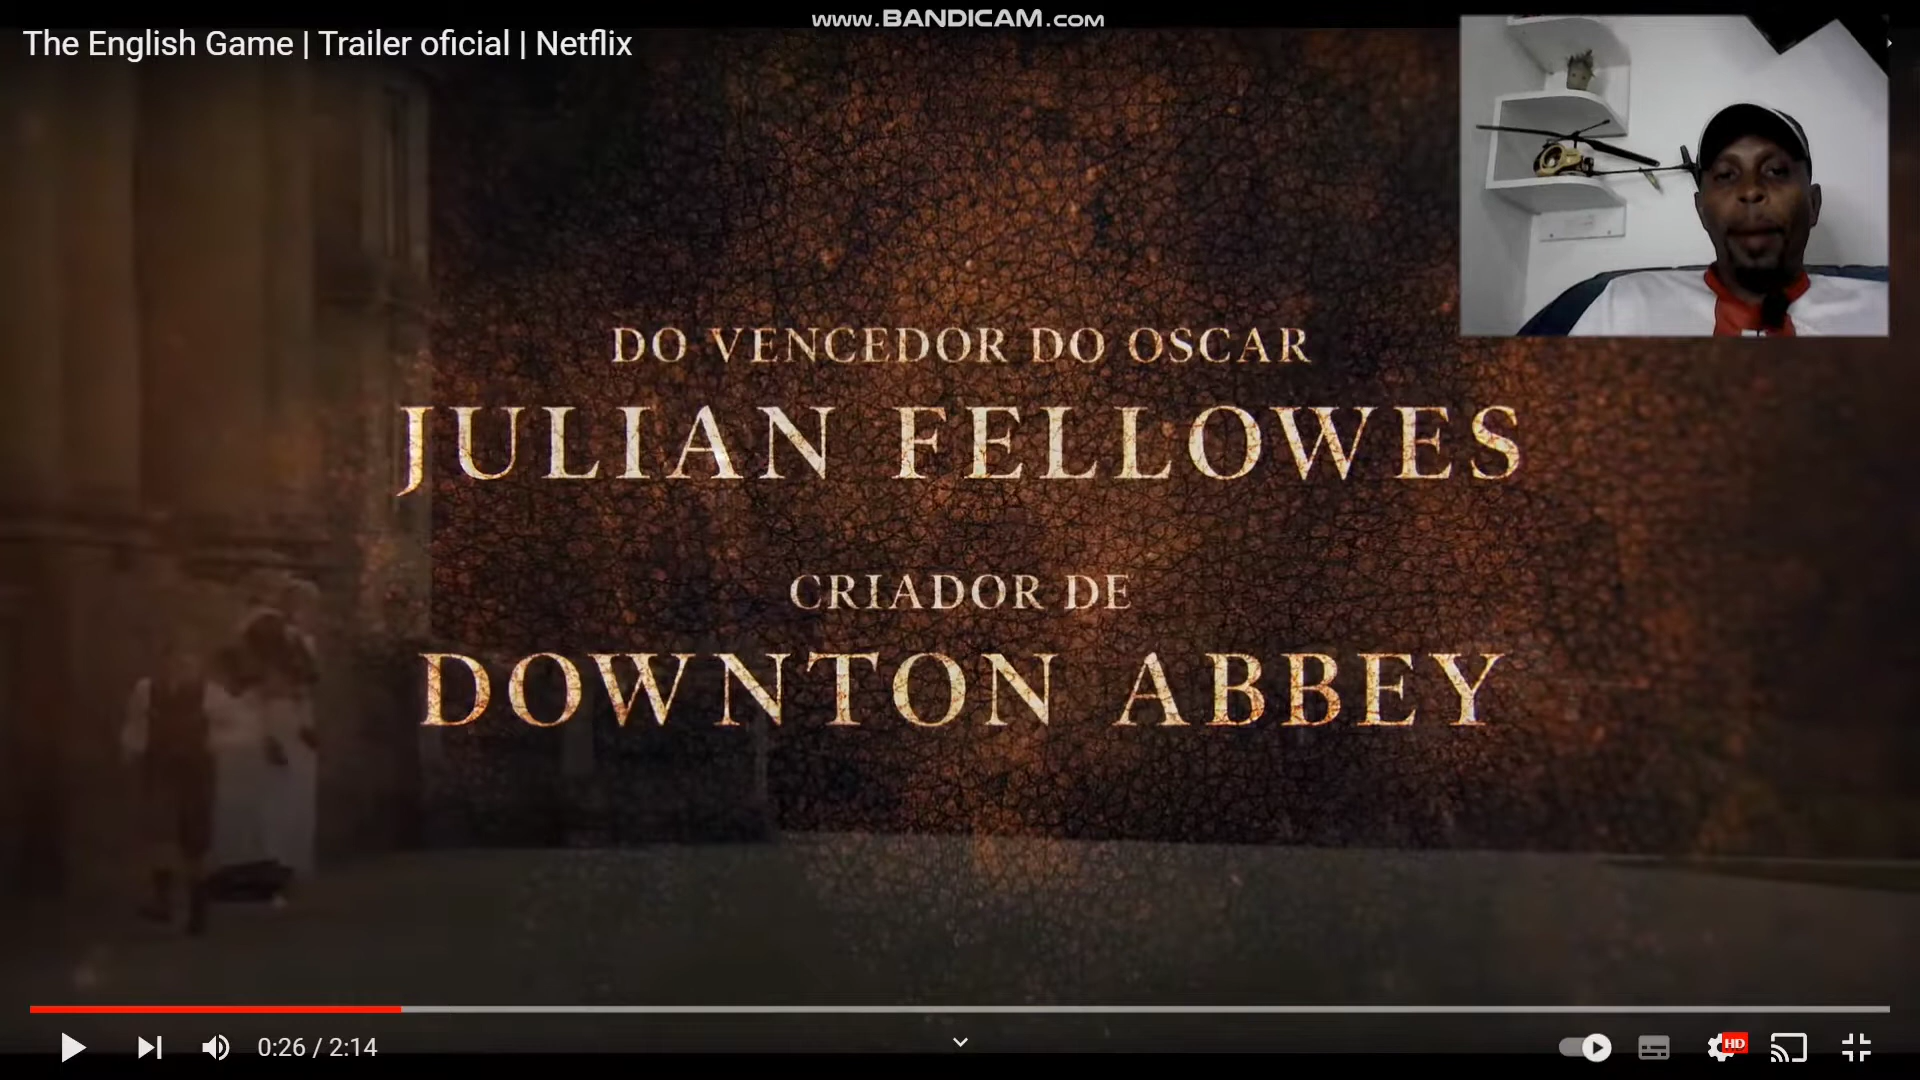 www.BANDICAM.com
The English Game | Trailer oficial | Netflix
DO VENCEDOR DO OSCAR
JULIAN FELLOWES
CRIADOR DE
DOWNTON ABBEY
0:26 / 2:14
HD